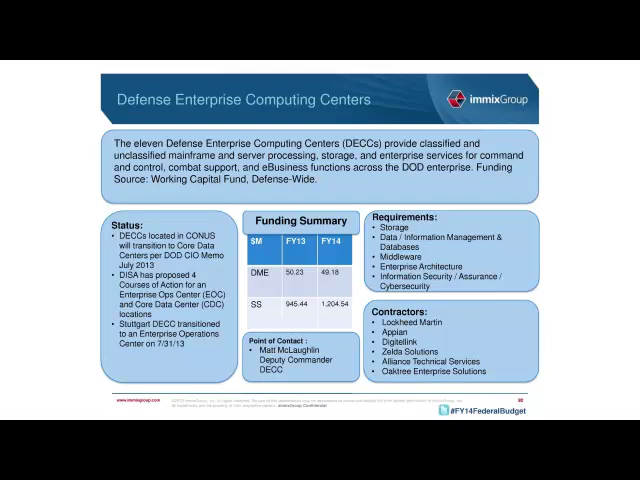 Defense Enterprise Computing Centers
immixGroup
The eleven Defense Enterprise Computing Centers (DECCs) provide classified and
unclassified mainframe and server processing, storage, and enterprise services for command
and control, combat support, and eBusiness functions across the DOD enterprise. Funding
Source: Working Capital Fund, Defense-Wide.
Status:
• DECCs located in CONUS
will transition to Core Data
Centers per DOD CIO Memo
July 2013
• DISA has proposed 4
Courses of Action for an
Enterprise Ops Center (EOC)
and Core Data Center (CDC)
locations
• Stuttgart DECC transitioned
to an Enterprise Operations
Center on 7/31/13
Funding Summary
$M FY13 FY14
DME 50.23 49.18
SS 945.44 1,204.54
Point of Contact :
• Matt McLaughlin
Deputy Commander
DECC
Requirements:
• Storage
• Data / Information Management &
Databases
• Middleware
• Enterprise Architecture
• Information Security / Assurance /
Cybersecurity
Contractors:
• Lockheed Martin
• Appian
• Digitellink
• Zelda Solutions
• Alliance Technical Services
• Oaktree Enterprise Solutions
www.immixgroup.com
92
#FY14FederalBudget